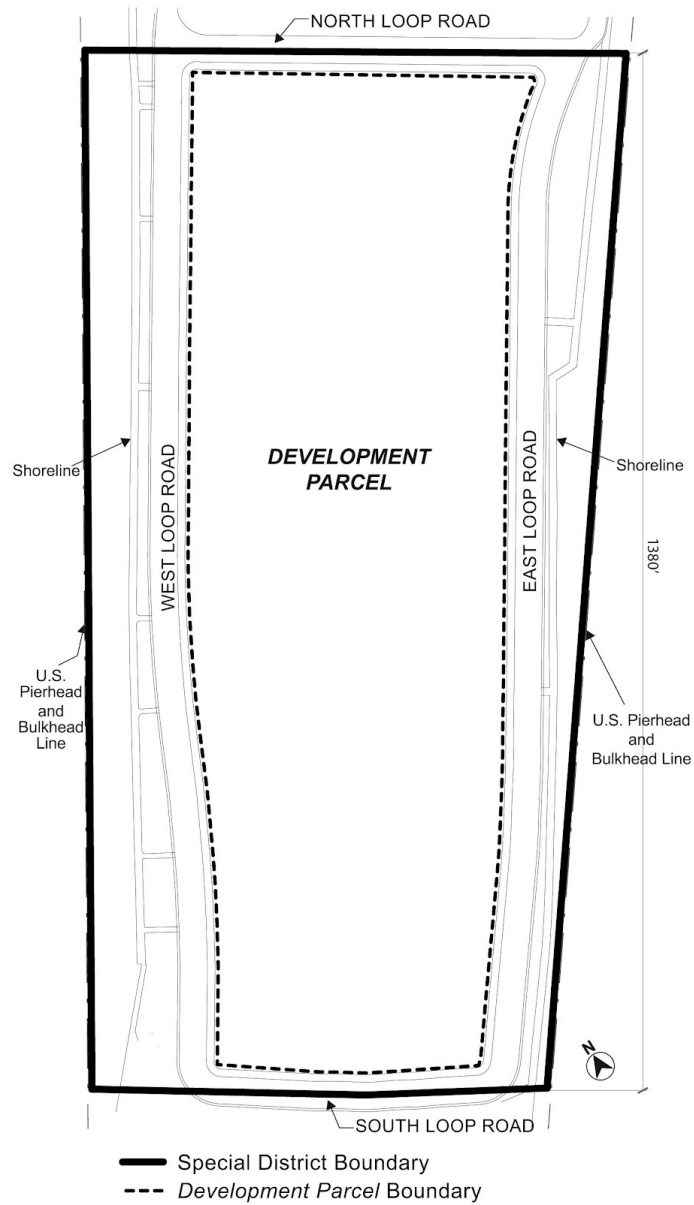 NORTH LOOP ROAD
DEVELOPMENT
PARCEL
WEST LOOP ROAD
EAST LOOP ROAD
Shoreline
Shoreline
1380'
U.S.
Pierhead
and
Bulkhead
Line
U.S. Pierhead
and
Bulkhead Line
N
SOUTH LOOP ROAD
Special District Boundary
Development Parcel Boundary